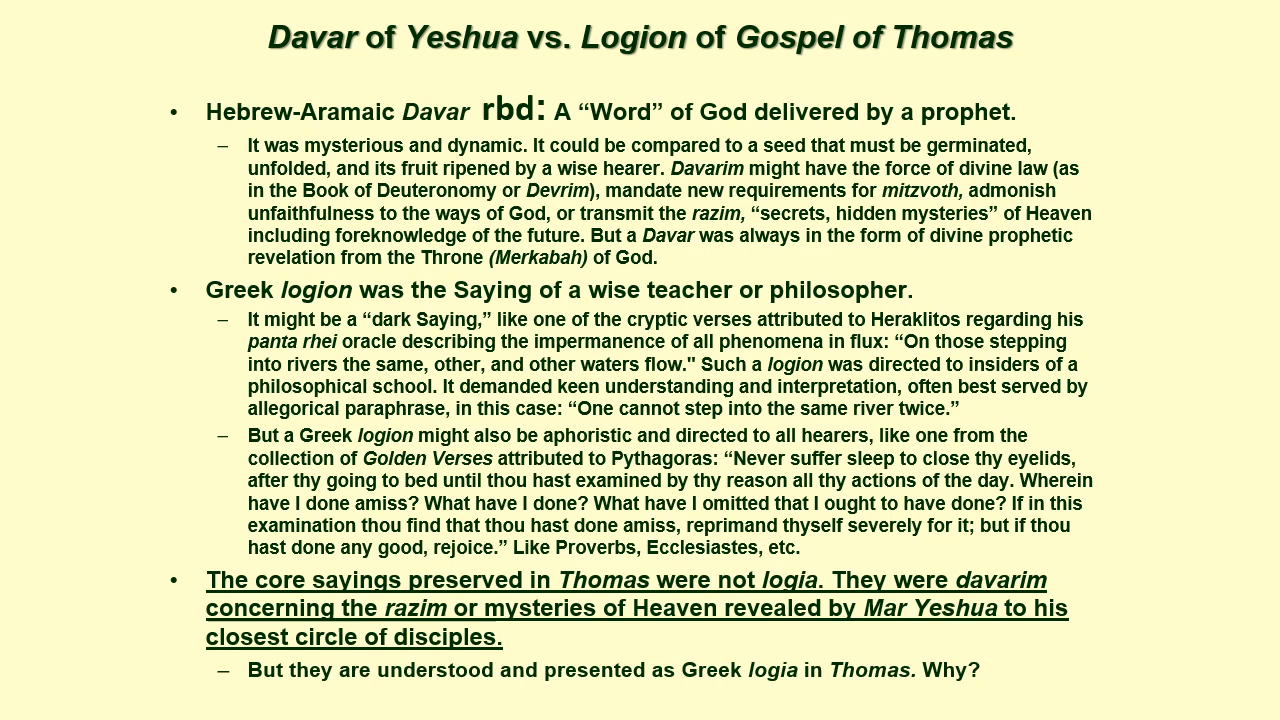 Davar of Yeshua vs. Logion of Gospel of Thomas
• Hebrew-Aramaic Davar rbd: A “Word” of God delivered by a prophet.
– It was mysterious and dynamic. It could be compared to a seed that must be germinated,
unfolded, and its fruit ripened by a wise hearer. Davarim might have the force of divine law (as
in the Book of Deuteronomy or Devrim), mandate new requirements for mitzvoth, admonish
unfaithfulness to the ways of God, or transmit the razim, “secrets, hidden mysteries” of Heaven
including foreknowledge of the future. But a Davar was always in the form of divine prophetic
revelation from the Throne (Merkabah) of God.
• Greek logion was the Saying of a wise teacher or philosopher.
– It might be a “dark Saying,” like one of the cryptic verses attributed to Heraklitos regarding his
panta rhei oracle describing the impermanence of all phenomena in flux: “On those stepping
into rivers the same, other, and other waters flow." Such a logion was directed to insiders of a
philosophical school. It demanded keen understanding and interpretation, often best served by
allegorical paraphrase, in this case: “One cannot step into the same river twice.”
– But a Greek logion might also be aphoristic and directed to all hearers, like one from the
collection of Golden Verses attributed to Pythagoras: “Never suffer sleep to close thy eyelids,
after thy going to bed until thou hast examined by thy reason all thy actions of the day. Wherein
have I done amiss? What have I done? What have I omitted that I ought to have done? If in this
examination thou find that thou hast done amiss, reprimand thyself severely for it; but if thou
hast done any good, rejoice.” Like Proverbs, Ecclesiastes, etc.
• The core sayings preserved in Thomas were not logia. They were davarim
concerning the razim or mysteries of Heaven revealed by Mar Yeshua to his
closest circle of disciples.
– But they are understood and presented as Greek logia in Thomas. Why?